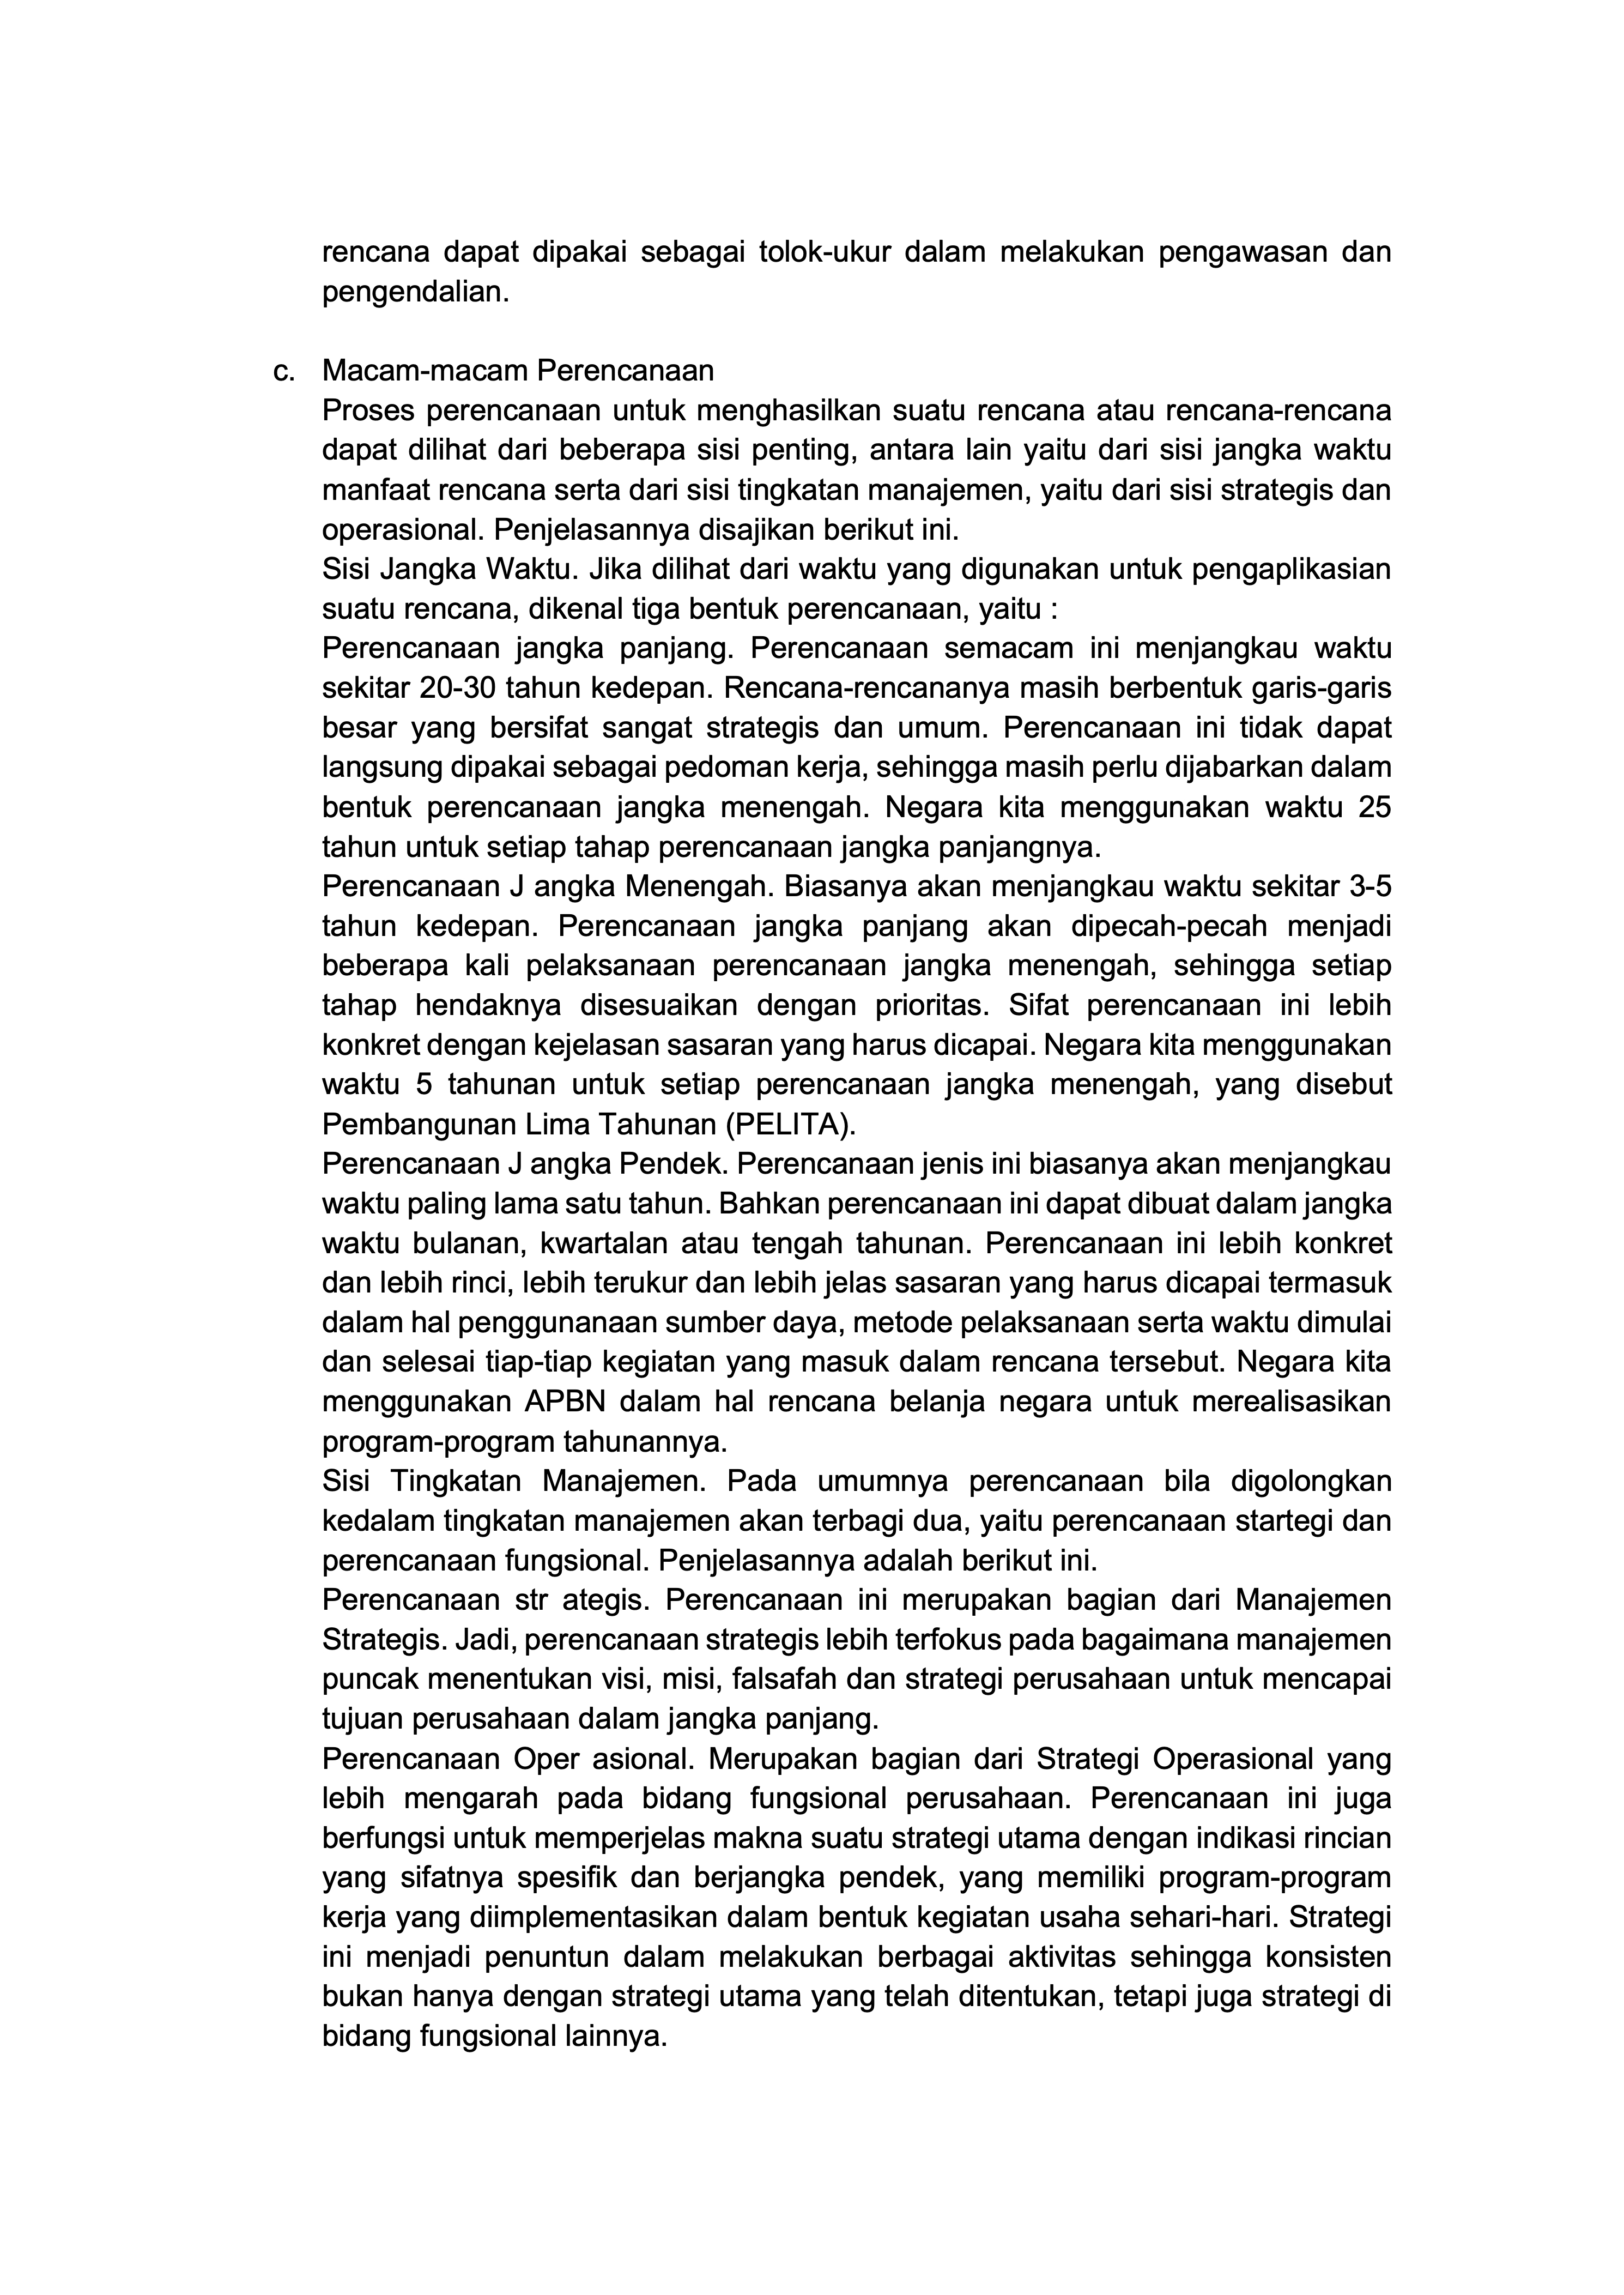 rencana dapat dipakai sebagai tolok-ukur dalam melakukan pengawasan dan
pengendalian.
c. Macam-macam Perencanaan
Proses perencanaan untuk menghasilkan suatu rencana atau rencana-rencana
dapat dilihat dari beberapa sisi penting, antara lain yaitu dari sisi jangka waktu
manfaat rencana serta dari sisi tingkatan manajemen, yaitu dari sisi strategis dan
operasional. Penjelasannya disajikan berikut ini.
Sisi Jangka Waktu. Jika dilihat dari waktu yang digunakan untuk pengaplikasian
suatu rencana, dikenal tiga bentuk perencanaan, yaitu :
Perencanaan jangka panjang. Perencanaan semacam ini menjangkau waktu
sekitar 20-30 tahun kedepan. Rencana-rencananya masih berbentuk garis-garis
besar yang bersifat sangat strategis dan umum. Perencanaan ini tidak dapat
langsung dipakai sebagai pedoman kerja, sehingga masih perlu dijabarkan dalam
bentuk perencanaan jangka menengah. Negara kita menggunakan waktu 25
tahun untuk setiap tahap perencanaan jangka panjangnya.
Perencanaan J angka Menengah. Biasanya akan menjangkau waktu sekitar 3-5
tahun kedepan. Perencanaan jangka panjang akan dipecah-pecah menjadi
beberapa kali pelaksanaan perencanaan jangka menengah, sehingga setiap
tahap hendaknya disesuaikan dengan prioritas. Sifat perencanaan ini lebih
konkret dengan kejelasan sasaran yang harus dicapai. Negara kita menggunakan
waktu 5 tahunan untuk setiap perencanaan jangka menengah, yang disebut
Pembangunan Lima Tahunan (PELITA).
Perencanaan J angka Pendek. Perencanaan jenis ini biasanya akan menjangkau
waktu paling lama satu tahun. Bahkan perencanaan ini dapat dibuat dalam jangka
waktu bulanan, kwartalan atau tengah tahunan. Perencanaan ini lebih konkret
dan lebih rinci, lebih terukur dan lebih jelas sasaran yang harus dicapai termasuk
dalam hal penggunanaan sumber daya, metode pelaksanaan serta waktu dimulai
dan selesai tiap-tiap kegiatan yang masuk dalam rencana tersebut. Negara kita
menggunakan APBN dalam hal rencana belanja negara untuk merealisasikan
program-program tahunannya.
Sisi Tingkatan Manajemen. Pada umumnya perencanaan bila digolongkan
kedalam tingkatan manajemen akan terbagi dua, yaitu perencanaan startegi dan
perencanaan fungsional. Penjelasannya adalah berikut ini.
Perencanaan str ategis. Perencanaan ini merupakan bagian dari Manajemen
Strategis. Jadi, perencanaan strategis lebih terfokus pada bagaimana manajemen
puncak menentukan visi, misi, falsafah dan strategi perusahaan untuk mencapai
tujuan perusahaan dalam jangka panjang.
Perencanaan Oper asional. Merupakan bagian dari Strategi Operasional yang
lebih mengarah pada bidang fungsional perusahaan. Perencanaan ini juga
berfungsi untuk memperjelas makna suatu strategi utama dengan indikasi rincian
yang sifatnya spesifik dan berjangka pendek, yang memiliki program-program
kerja yang diimplementasikan dalam bentuk kegiatan usaha sehari-hari. Strategi
ini menjadi penuntun dalam melakukan berbagai aktivitas sehingga konsisten
bukan hanya dengan strategi utama yang telah ditentukan, tetapi juga strategi di
bidang fungsional lainnya.